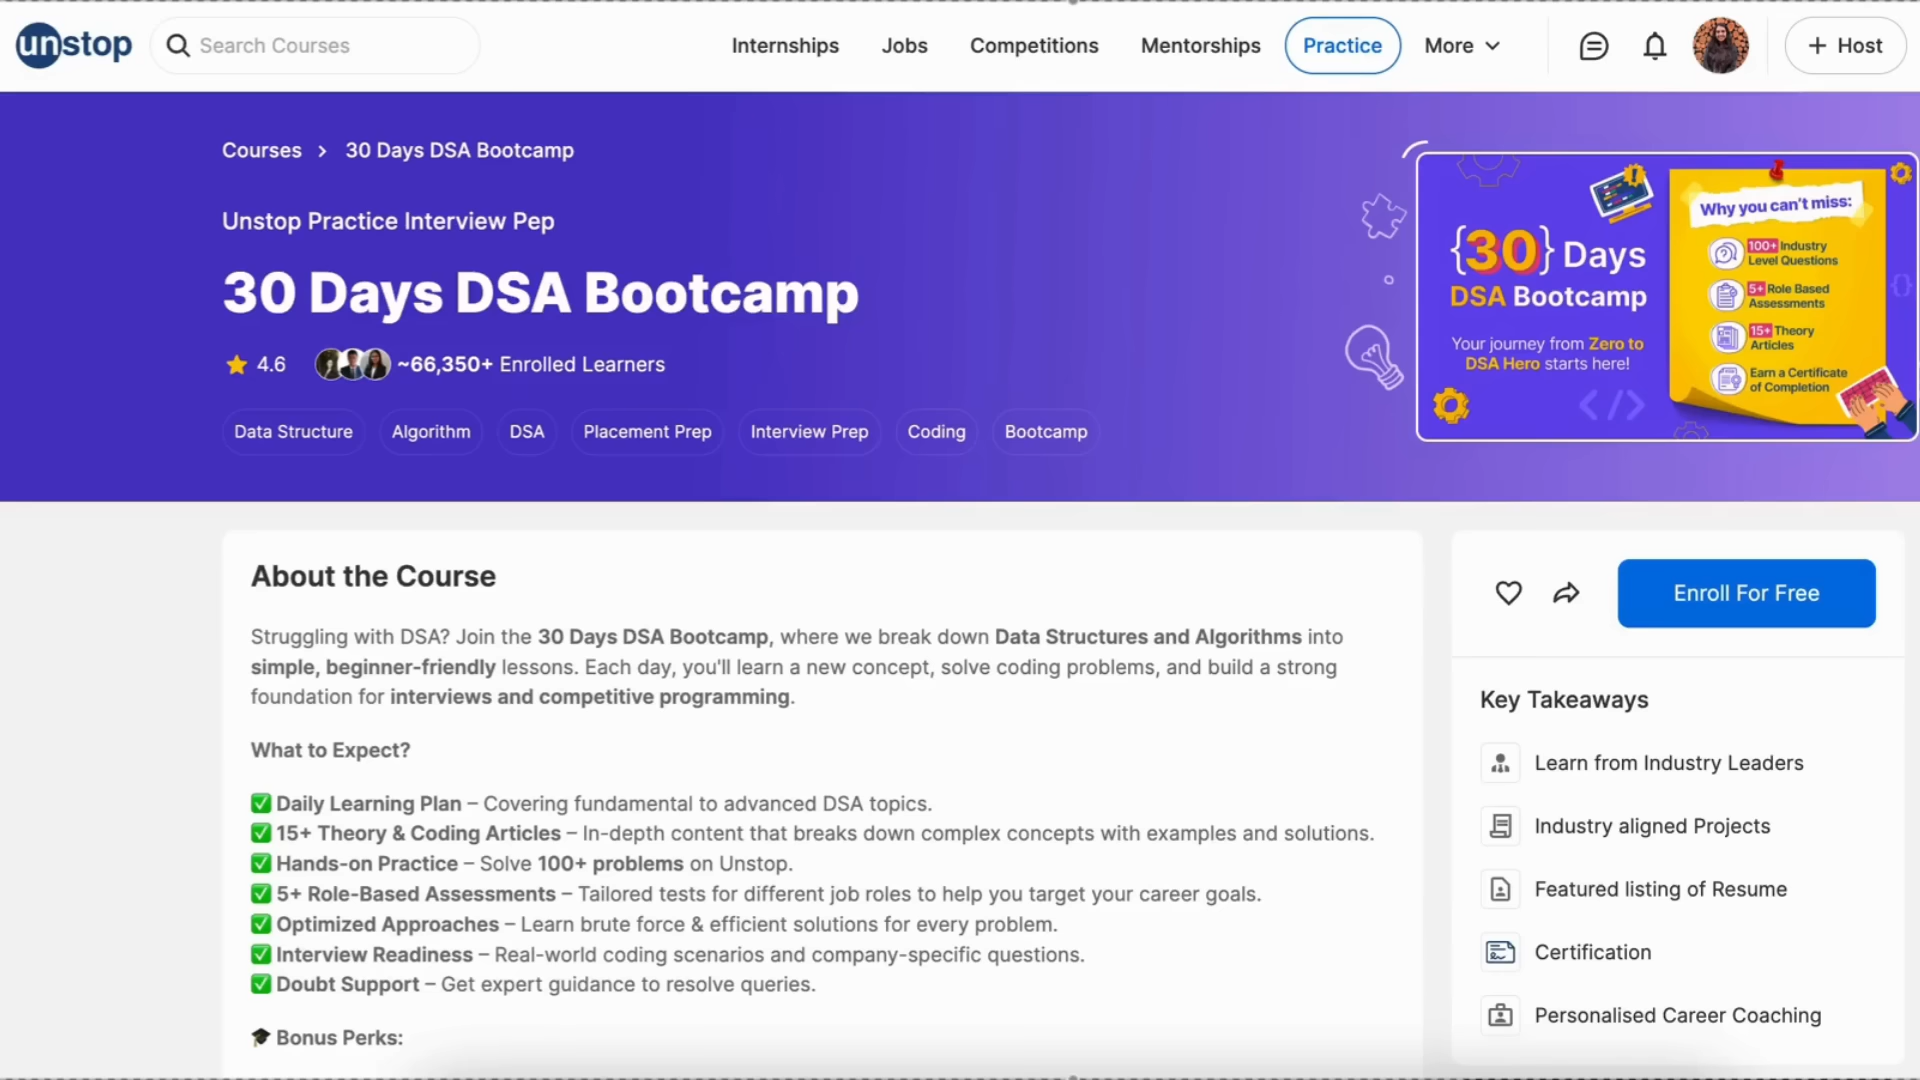 unstop
Search Courses
Internships
Jobs
Competitions
Mentorships
Practice
More
+ Host
Courses > 30 Days DSA Bootcamp
Unstop Practice Interview Pep
30 Days DSA Bootcamp
4.6 ~66,350+ Enrolled Learners
Data Structure
Algorithm
DSA
Placement Prep
Interview Prep
Coding
Bootcamp
{30} Days
DSA Bootcamp
Your journey from Zero to
DSA Hero starts here!
</>
Why you can't miss:
100+ Industry
Level Questions
5+ Role Based
Assessments
15+ Theory
Articles
Earn a Certificate
of Completion
About the Course
Struggling with DSA? Join the 30 Days DSA Bootcamp, where we break down Data Structures and Algorithms into
simple, beginner-friendly lessons. Each day, you'll learn a new concept, solve coding problems, and build a strong
foundation for interviews and competitive programming.
What to Expect?
✅ Daily Learning Plan – Covering fundamental to advanced DSA topics.
✅ 15+ Theory & Coding Articles – In-depth content that breaks down complex concepts with examples and solutions.
✅ Hands-on Practice – Solve 100+ problems on Unstop.
✅ 5+ Role-Based Assessments – Tailored tests for different job roles to help you target your career goals.
✅ Optimized Approaches – Learn brute force & efficient solutions for every problem.
✅ Interview Readiness – Real-world coding scenarios and company-specific questions.
✅ Doubt Support – Get expert guidance to resolve queries.
🎓 Bonus Perks:
Enroll For Free
Key Takeaways
Learn from Industry Leaders
Industry aligned Projects
Featured listing of Resume
Certification
Personalised Career Coaching